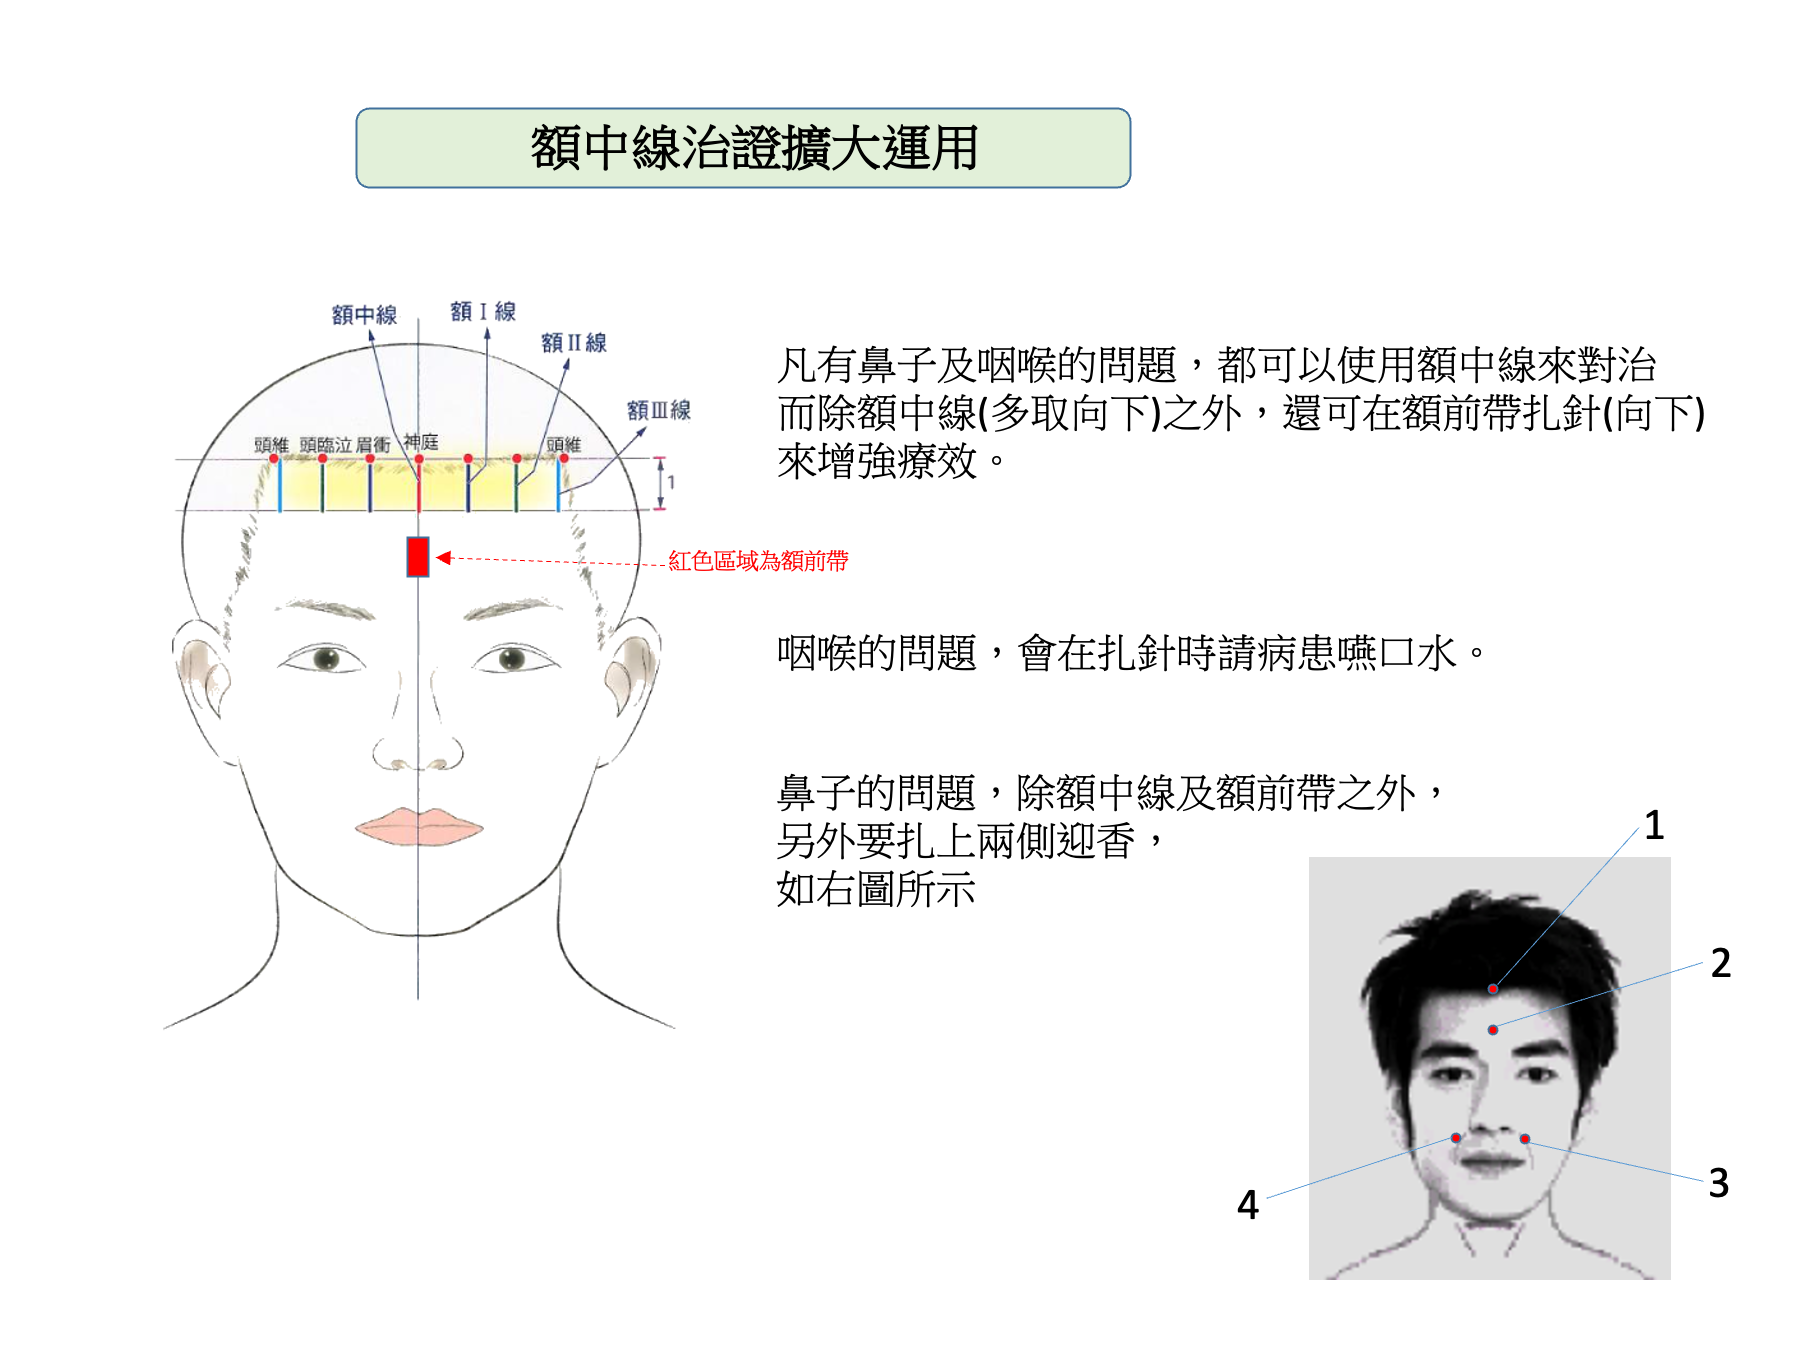 額中線治證擴大運用
額中線
額Ⅰ線
額Ⅱ線
額Ⅲ線
頭維 頭臨泣 眉衝 神庭 頭維
1
紅色區域為額前帶
凡有鼻子及咽喉的問題，都可以使用額中線來對治
而除額中線(多取向下)之外，還可在額前帶扎針(向下)
來增強療效。
咽喉的問題，會在扎針時請病患嚥口水。
鼻子的問題，除額中線及額前帶之外，
另外要扎上兩側迎香，
如右圖所示
1
2
3
4